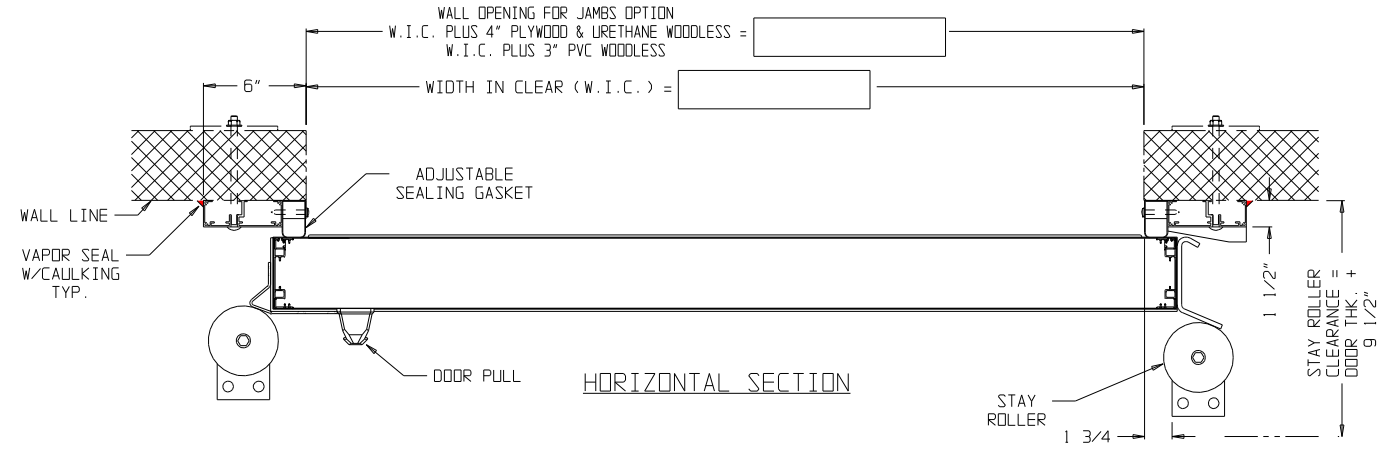 WALL OPENING FOR JAMBS OPTION
W.I.C. PLUS 4" PLYWOOD & URETHANE WOODLESS =
W.I.C. PLUS 3" PVC WOODLESS
6"
WIDTH IN CLEAR (W.I.C.) =
ADJUSTABLE
SEALING GASKET
WALL LINE
VAPOR SEAL
W/CAULKING
TYP.
1 1/2"
STAY ROLLER
CLEARANCE =
DOOR THK. +
9 1/2"
DOOR PULL
HORIZONTAL SECTION
STAY
ROLLER
1 3/4